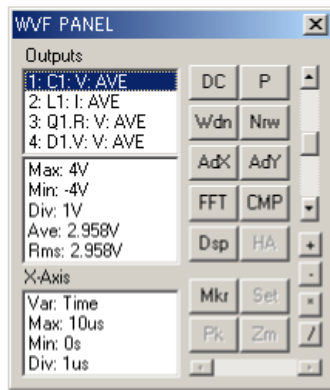 WVF PANEL
Outputs
1: C1: V: AVE
2: L1: I: AVE
3: Q1.R: V: AVE
4: D1.V: V: AVE
DC P
Wdn Nrw
AdX AdY
FFT CMP
Dsp HA
Max: 4V
Min: -4V
Div: 1V
Ave: 2.958V
Rms: 2.958V
X-Axis
Var: Time
Max: 10us
Min: 0s
Div: 1us
Mkr Set
Pk Zm
+
-
*
/